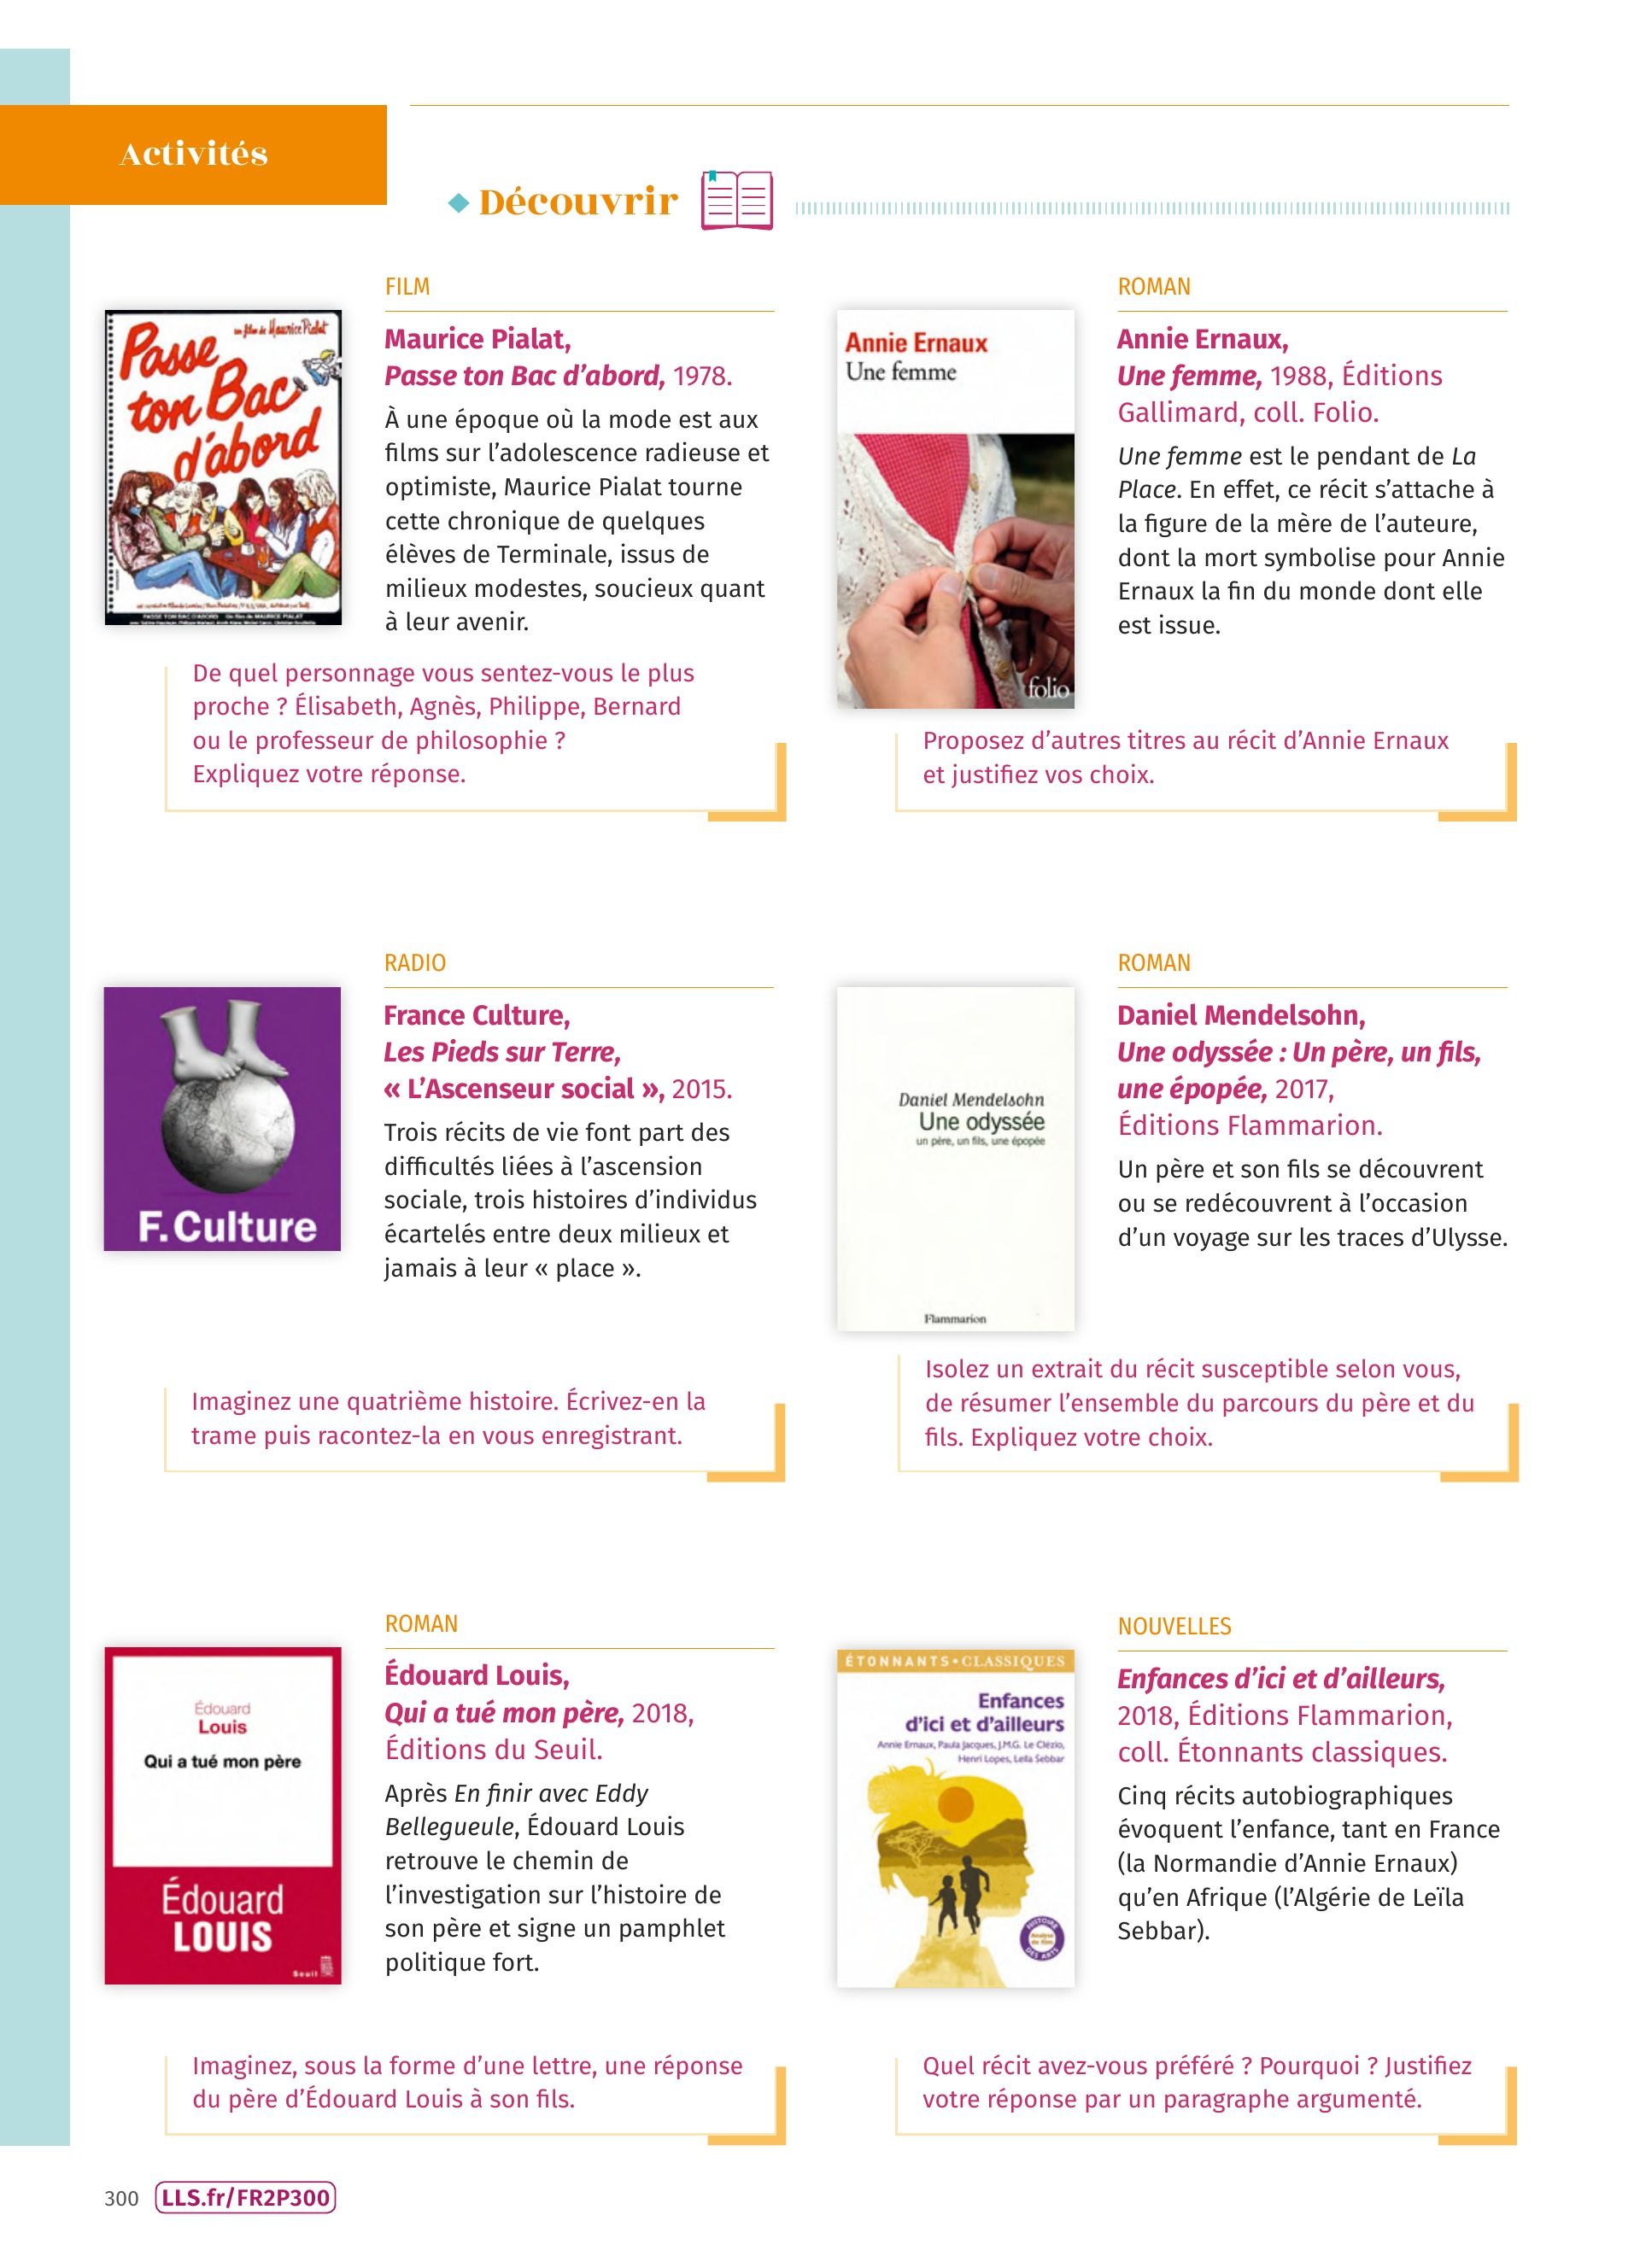 Activités
Découvrir
FILM
Passe
ton Bac
d'abord
un film de Maurice Pialat
PASSE TON BAC D'ABORD Un film de MAURICE PIALAT
Maurice Pialat,
Passe ton Bac d'abord, 1978.
À une époque où la mode est aux
films sur l'adolescence radieuse et
optimiste, Maurice Pialat tourne
cette chronique de quelques
élèves de Terminale, issus de
milieux modestes, soucieux quant
à leur avenir.
De quel personnage vous sentez-vous le plus
proche ? Élisabeth, Agnès, Philippe, Bernard
ou le professeur de philosophie ?
Expliquez votre réponse.
ROMAN
Annie Ernaux
Une femme
folio
Annie Ernaux,
Une femme, 1988, Éditions
Gallimard, coll. Folio.
Une femme est le pendant de La
Place. En effet, ce récit s'attache à
la figure de la mère de l'auteure,
dont la mort symbolise pour Annie
Ernaux la fin du monde dont elle
est issue.
Proposez d'autres titres au récit d'Annie Ernaux
et justifiez vos choix.
RADIO
F. Culture
France Culture,
Les Pieds sur Terre,
« L'Ascenseur social », 2015.
Trois récits de vie font part des
difficultés liées à l'ascension
sociale, trois histoires d'individus
écartelés entre deux milieux et
jamais à leur « place ».
Imaginez une quatrième histoire. Écrivez-en la
trame puis racontez-la en vous enregistrant.
ROMAN
Daniel Mendelsohn
Une odyssée
un père, un fils, une épopée
Flammarion
Daniel Mendelsohn,
Une odyssée : Un père, un fils,
une épopée, 2017,
Éditions Flammarion.
Un père et son fils se découvrent
ou se redécouvrent à l'occasion
d'un voyage sur les traces d'Ulysse.
Isolez un extrait du récit susceptible selon vous,
de résumer l'ensemble du parcours du père et du
fils. Expliquez votre choix.
ROMAN
Édouard
Louis
Qui a tué mon père
Édouard
LOUIS
Seuil
Édouard Louis,
Qui a tué mon père, 2018,
Éditions du Seuil.
Après En finir avec Eddy
Bellegueule, Édouard Louis
retrouve le chemin de
l'investigation sur l'histoire de
son père et signe un pamphlet
politique fort.
Imaginez, sous la forme d'une lettre, une réponse
du père d'Édouard Louis à son fils.
NOUVELLES
ÉTONNANTS•CLASSIQUES
Enfances
d'ici et d'ailleurs
Annie Ernaux, Paula Jacques, J.M.G. Le Clézio,
Henri Lopes, Leïla Sebbar
HISTOIRE
Analyse
de film
DES ARTS
Enfances d'ici et d'ailleurs,
2018, Éditions Flammarion,
coll. Étonnants classiques.
Cinq récits autobiographiques
évoquent l'enfance, tant en France
(la Normandie d'Annie Ernaux)
qu'en Afrique (l'Algérie de Leïla
Sebbar).
Quel récit avez-vous préféré ? Pourquoi ? Justifiez
votre réponse par un paragraphe argumenté.
300 LLS.fr/FR2P300